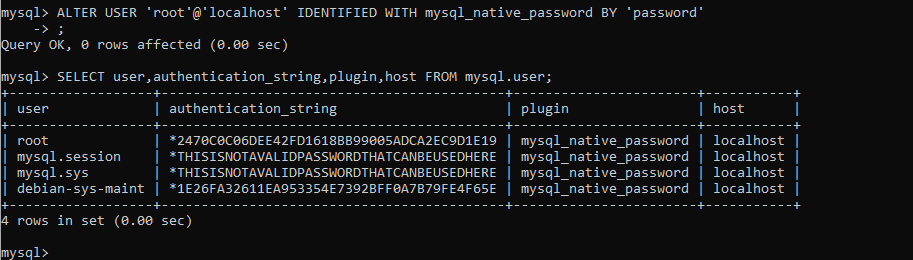 mysql> ALTER USER 'root'@'localhost' IDENTIFIED WITH mysql_native_password BY 'password'
    -> ;
Query OK, 0 rows affected (0.00 sec)
mysql> SELECT user,authentication_string,plugin,host FROM mysql.user;
+------------------+-------------------------------------------+-----------------------+-----------+
| user             | authentication_string                     | plugin                | host      |
+------------------+-------------------------------------------+-----------------------+-----------+
| root             | *2470C0C06DEE42FD1618BB99005ADCA2EC9D1E19 | mysql_native_password | localhost |
| mysql.session    | *THISISNOTAVALIDPASSWORDTHATCANBEUSEDHERE | mysql_native_password | localhost |
| mysql.sys        | *THISISNOTAVALIDPASSWORDTHATCANBEUSEDHERE | mysql_native_password | localhost |
| debian-sys-maint | *1E26FA32611EA953354E7392BFF0A7B79FE4F65E | mysql_native_password | localhost |
+------------------+-------------------------------------------+-----------------------+-----------+
4 rows in set (0.00 sec)
mysql>